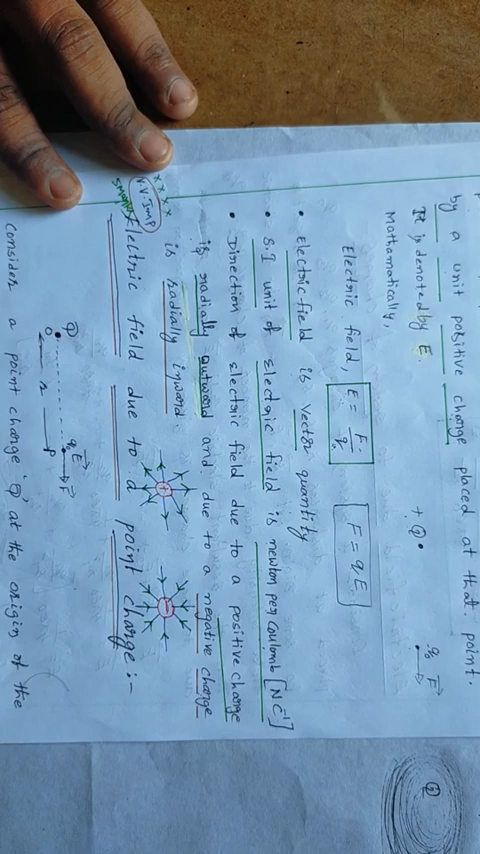 by a unit positive charge placed at that point.
It is denoted by E.
Mathematically,
+Q
q₀ F⃗
Electric field, E = F/q₀
F = qE
• Electric field is vector quantity
• S.I unit of electric field is newton per coulomb [NC⁻¹]
• Direction of electric field due to a positive charge
is radially outward and due to a negative charge
is radially inward.
+
−
V.V.Imp
Electric field due to a point charge:-
Q
O
r
P
q₀ E⃗
F⃗
Consider a point charge 'Q' at the origin of the
Q